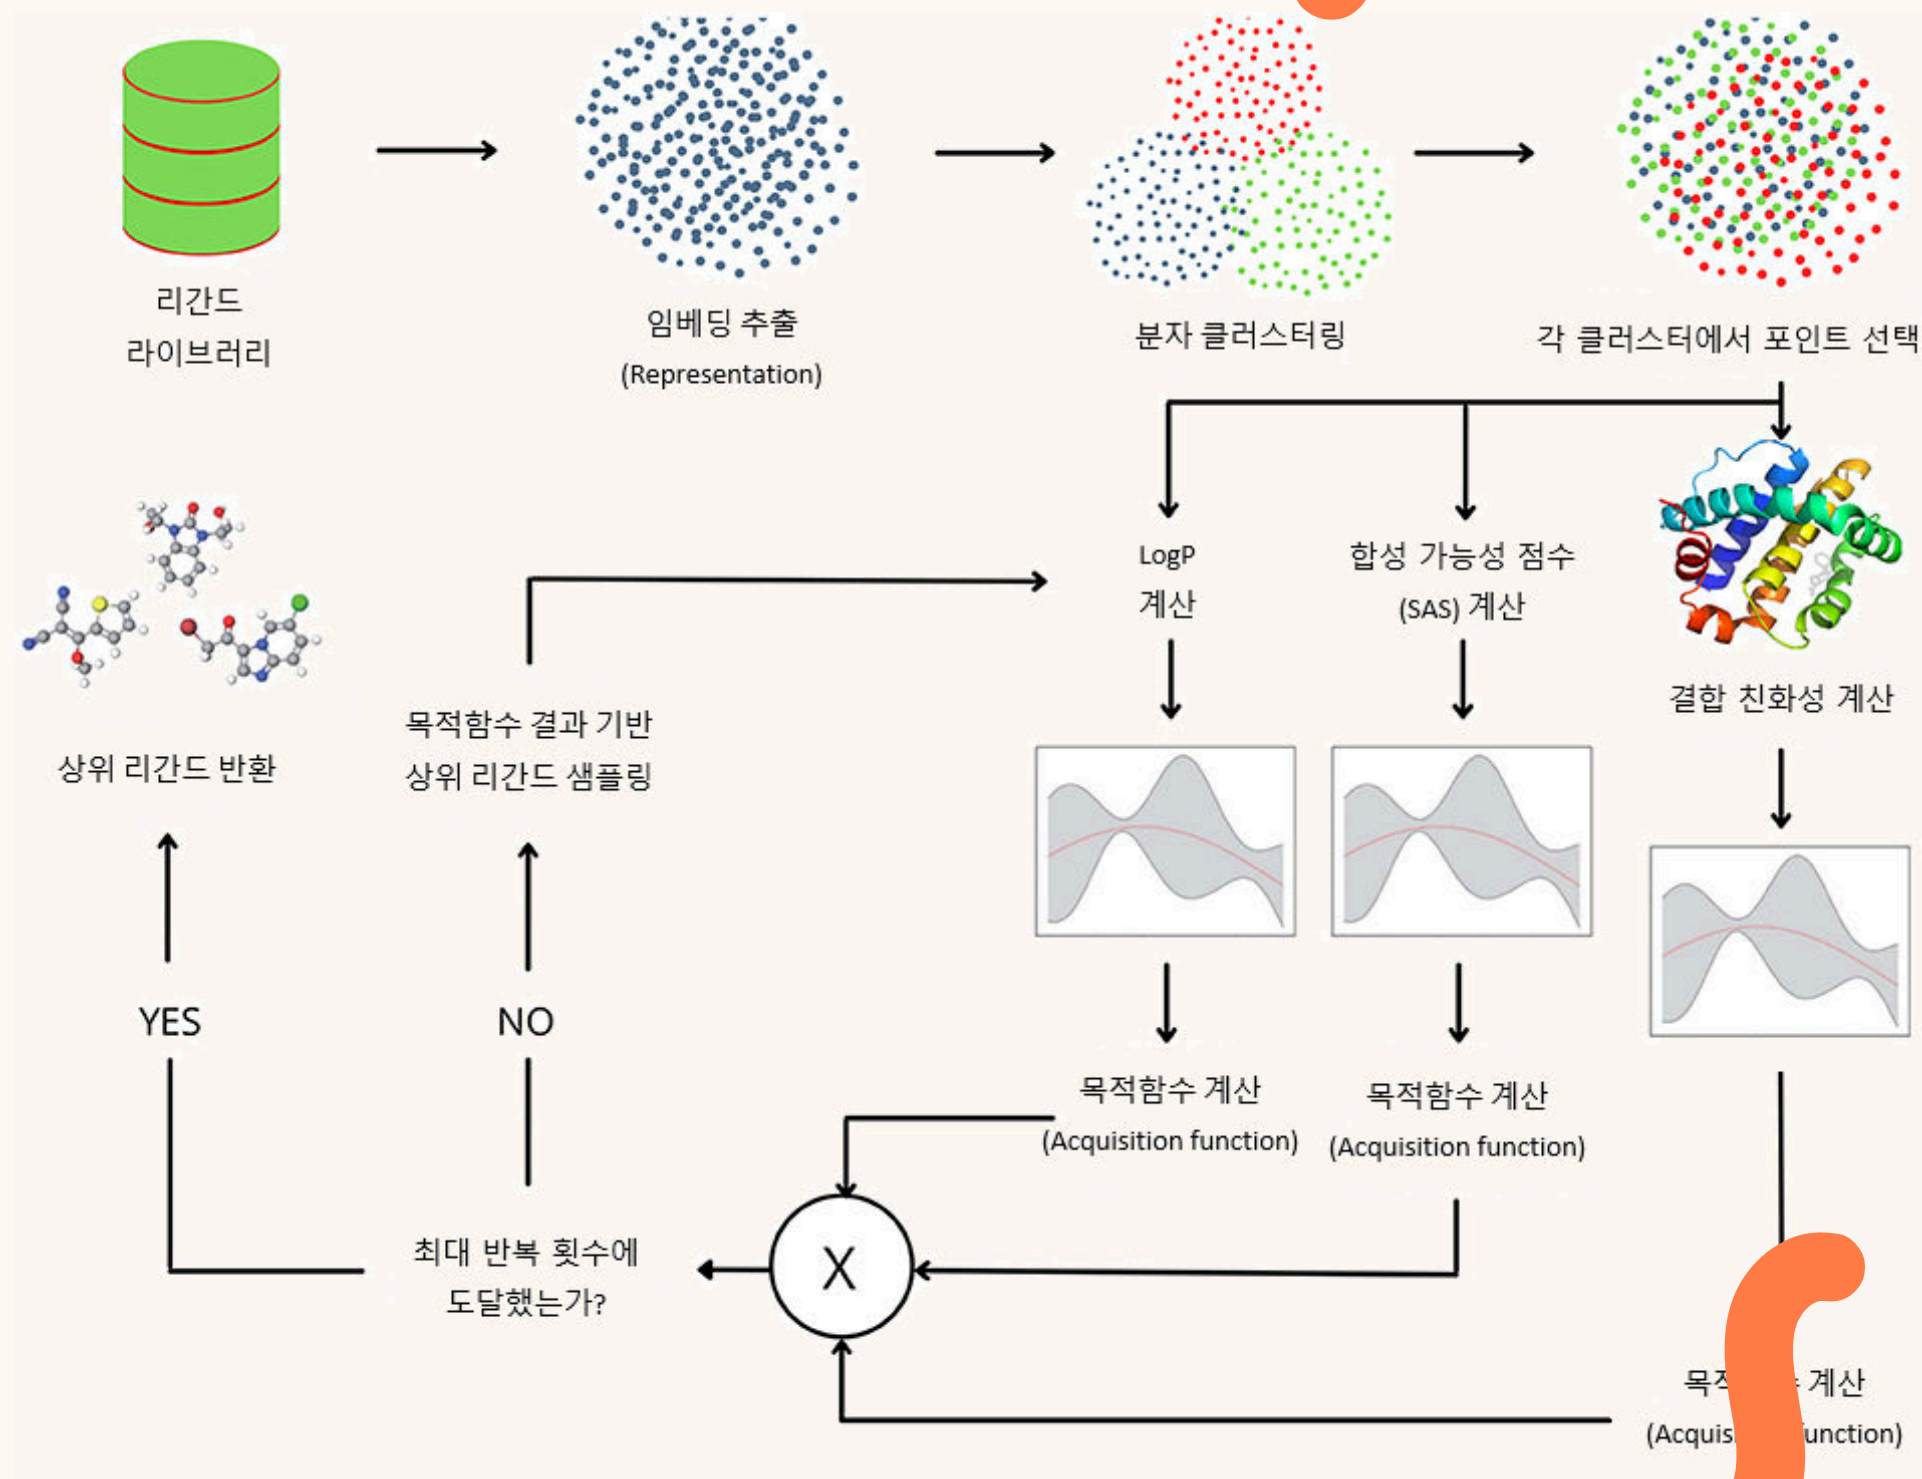 리간드
라이브러리
임베딩 추출
(Representation)
분자 클러스터링
각 클러스터에서 포인트 선택
LogP
계산
합성 가능성 점수
(SAS) 계산
결합 친화성 계산
상위 리간드 반환
목적함수 결과 기반
상위 리간드 샘플링
YES
NO
목적함수 계산
(Acquisition function)
목적함수 계산
(Acquisition function)
최대 반복 횟수에
도달했는가?
X
계산